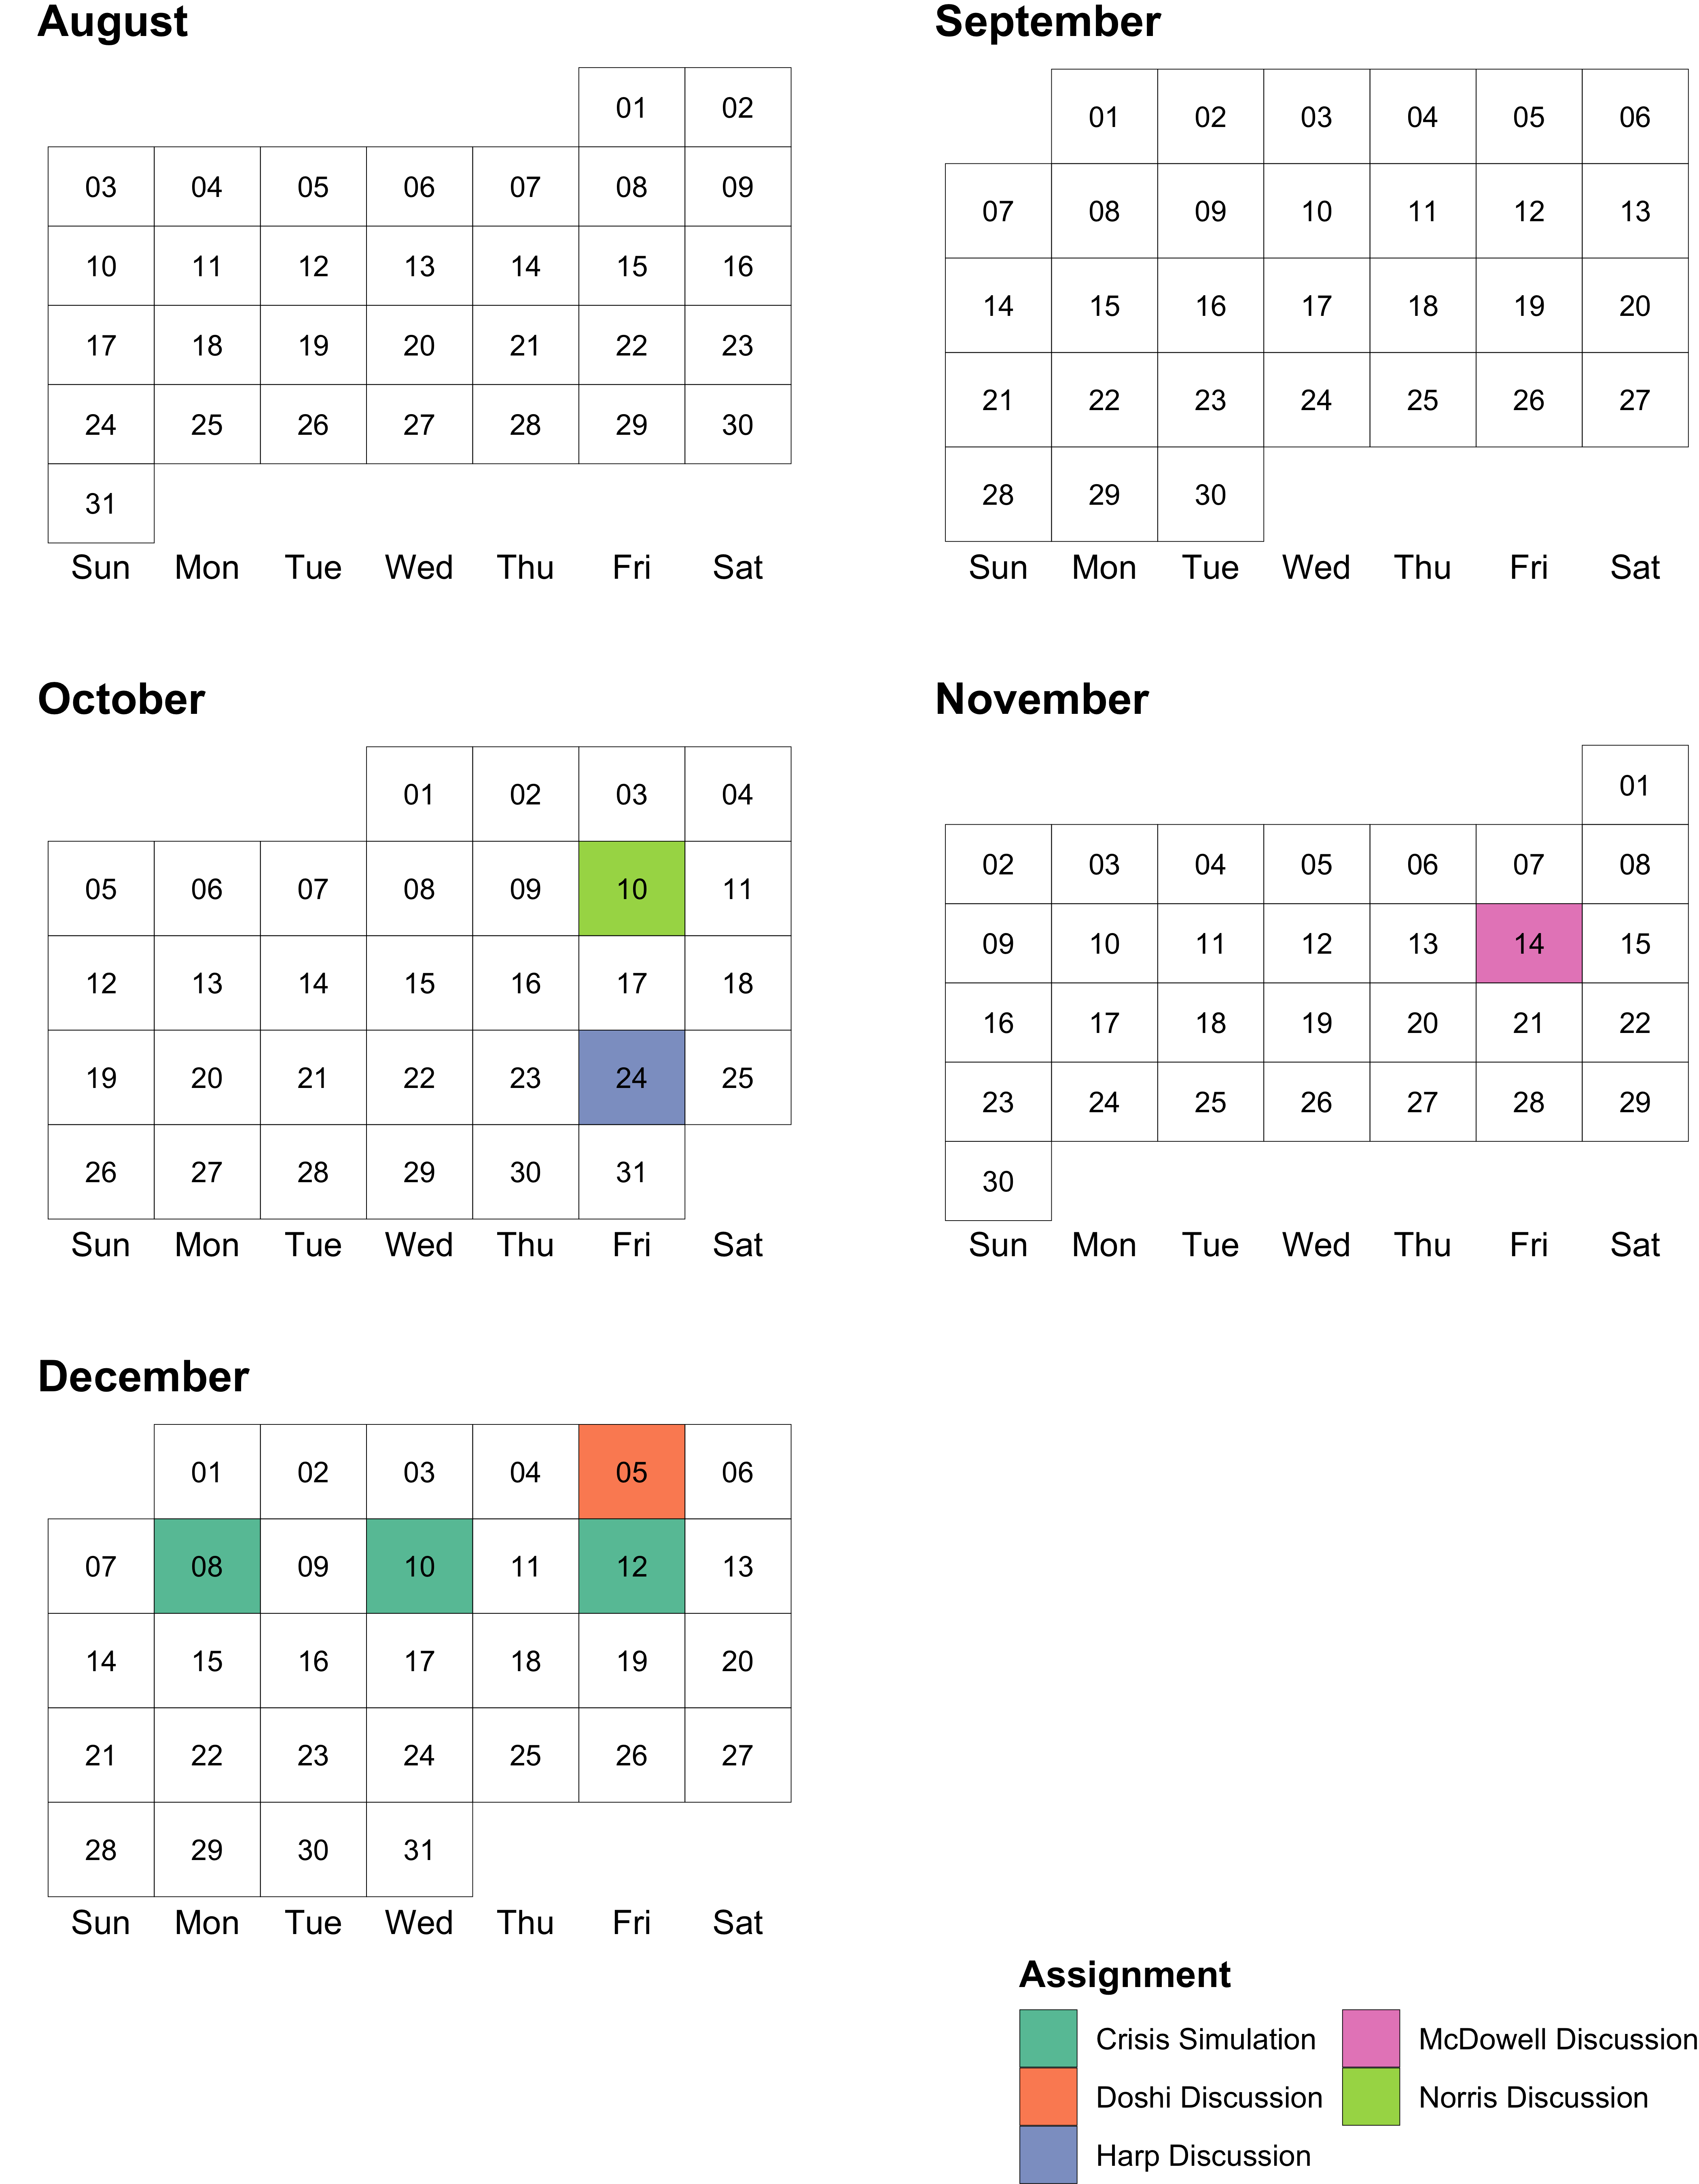 August
01 02
03 04 05 06 07 08 09
10 11 12 13 14 15 16
17 18 19 20 21 22 23
24 25 26 27 28 29 30
31
Sun Mon Tue Wed Thu Fri Sat
September
01 02 03 04 05 06
07 08 09 10 11 12 13
14 15 16 17 18 19 20
21 22 23 24 25 26 27
28 29 30
Sun Mon Tue Wed Thu Fri Sat
October
01 02 03 04
05 06 07 08 09 10 11
12 13 14 15 16 17 18
19 20 21 22 23 24 25
26 27 28 29 30 31
Sun Mon Tue Wed Thu Fri Sat
November
01
02 03 04 05 06 07 08
09 10 11 12 13 14 15
16 17 18 19 20 21 22
23 24 25 26 27 28 29
30
Sun Mon Tue Wed Thu Fri Sat
December
01 02 03 04 05 06
07 08 09 10 11 12 13
14 15 16 17 18 19 20
21 22 23 24 25 26 27
28 29 30 31
Sun Mon Tue Wed Thu Fri Sat
Assignment
Crisis Simulation
Doshi Discussion
Harp Discussion
McDowell Discussion
Norris Discussion